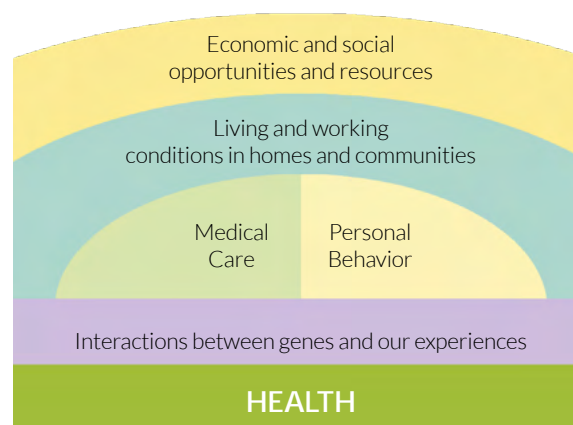 Economic and social
opportunities and resources
Living and working
conditions in homes and communities
Medical
Care
Personal
Behavior
Interactions between genes and our experiences
HEALTH